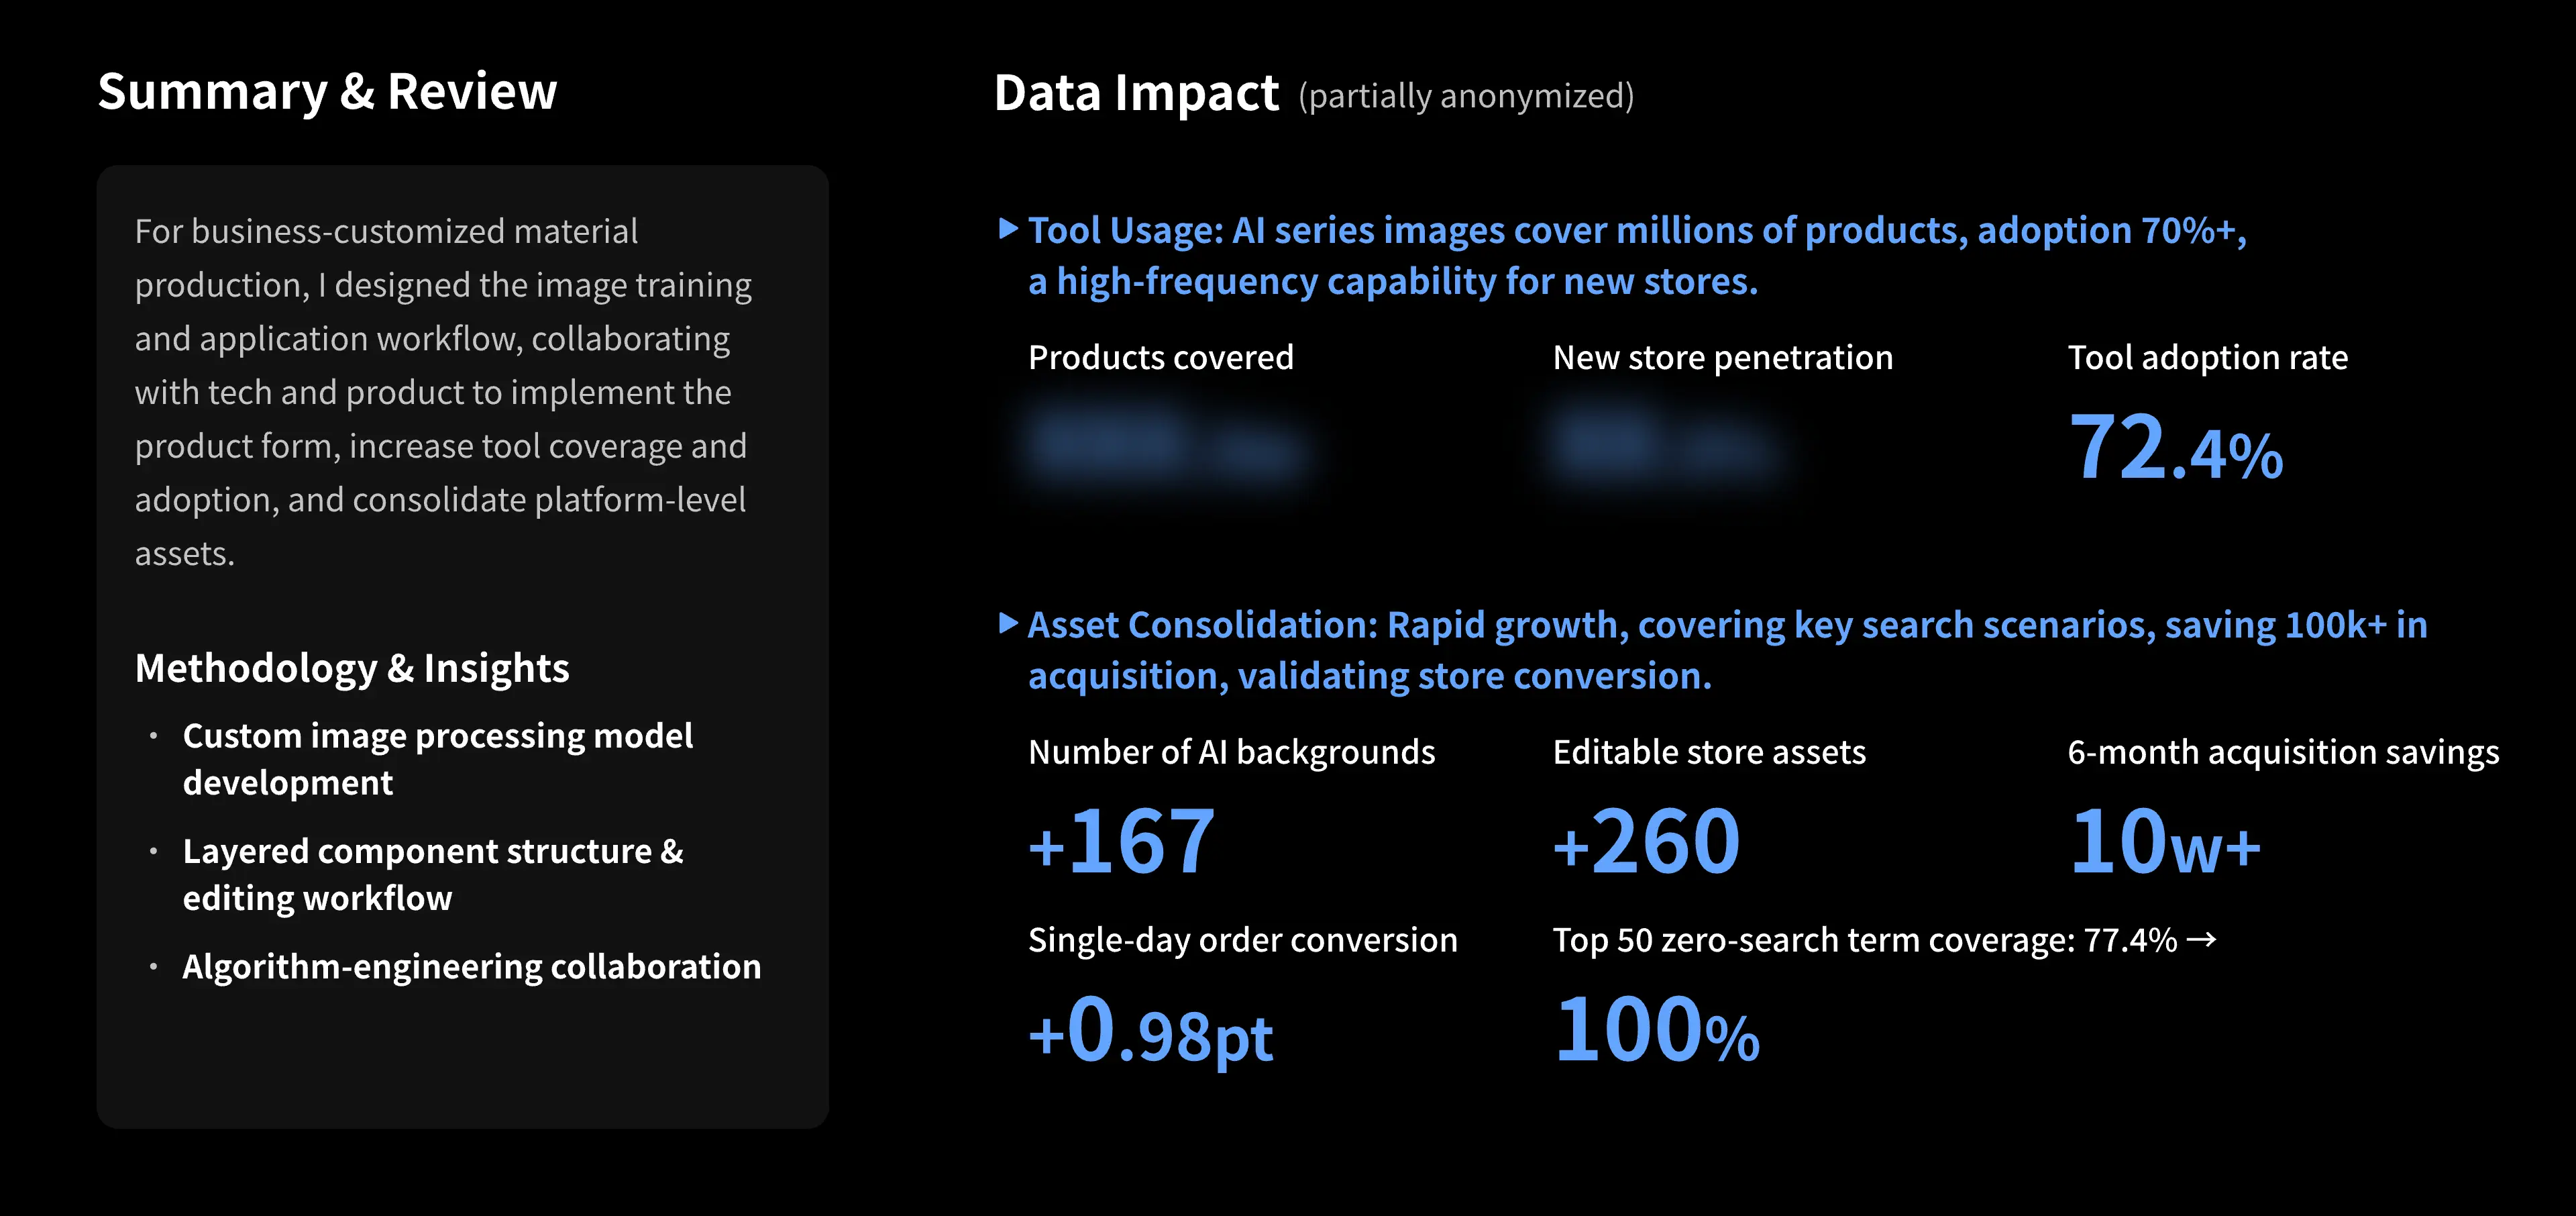 Summary & Review
For business-customized material
production, I designed the image training
and application workflow, collaborating
with tech and product to implement the
product form, increase tool coverage and
adoption, and consolidate platform-level
assets.
Methodology & Insights
· Custom image processing model
development
· Layered component structure &
editing workflow
· Algorithm-engineering collaboration
Data Impact (partially anonymized)
▶ Tool Usage: AI series images cover millions of products, adoption 70%+,
a high-frequency capability for new stores.
Products covered
New store penetration
Tool adoption rate
72.4%
▶ Asset Consolidation: Rapid growth, covering key search scenarios, saving 100k+ in
acquisition, validating store conversion.
Number of AI backgrounds
+167
Editable store assets
+260
6-month acquisition savings
10w+
Single-day order conversion
+0.98pt
Top 50 zero-search term coverage: 77.4% →
100%